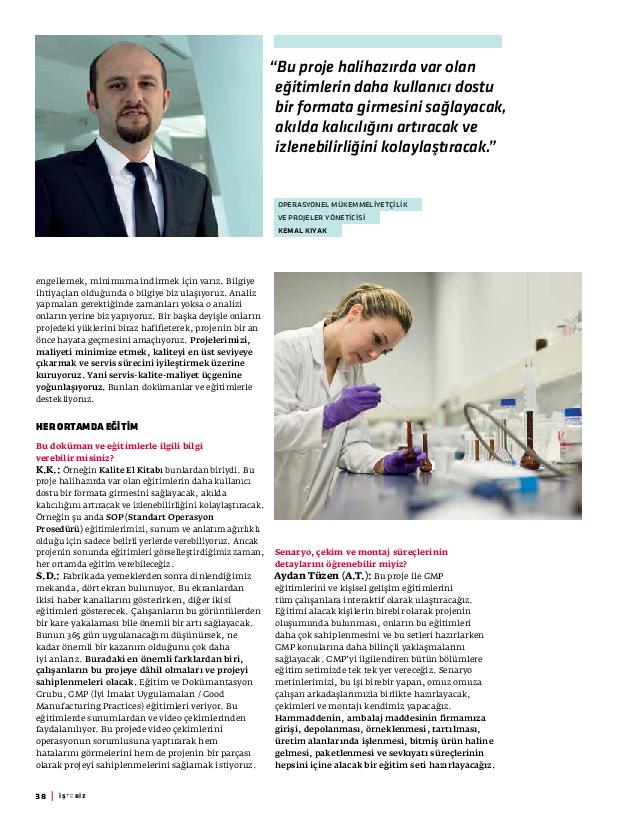 “Bu proje halihazırda var olan
eğitimlerin daha kullanıcı dostu
bir formata girmesini sağlayacak,
akılda kalıcılığını artıracak ve
izlenebilirliğini kolaylaştıracak.”
OPERASYONEL MÜKEMMELİYETÇİLİK
VE PROJELER YÖNETİCİSİ
KEMAL KIYAK
engellemek, minimuma indirmek için varız. Bilgiye
ihtiyaçları olduğunda o bilgiye biz ulaşıyoruz. Analiz
yapmaları gerektiğinde zamanları yoksa o analizi
onların yerine biz yapıyoruz. Bir başka deyişle onların
projedeki yüklerini biraz hafifleterek, projenin bir an
önce hayata geçmesini amaçlıyoruz. Projelerimizi,
maliyeti minimize etmek, kaliteyi en üst seviyeye
çıkarmak ve servis sürecini iyileştirmek üzerine
kuruyoruz. Yani servis-kalite-maliyet üçgenine
yoğunlaşıyoruz. Bunları dokümanlar ve eğitimlerle
destekliyoruz.
HER ORTAMDA EĞİTİM
Bu doküman ve eğitimlerle ilgili bilgi
verebilir misiniz?
K.K.: Örneğin Kalite El Kitabı bunlardan biriydi. Bu
proje halihazırda var olan eğitimlerin daha kullanıcı
dostu bir formata girmesini sağlayacak, akılda
kalıcılığını artıracak ve izlenebilirliğini kolaylaştıracak.
Örneğin şu anda SOP (Standart Operasyon
Prosedürü) eğitimlerimizi, sunum ve anlatım ağırlıklı
olduğu için sadece belirli yerlerde verebiliyoruz. Ancak
projenin sonunda eğitimleri görselleştirdiğimiz zaman,
her ortamda eğitim verebileceğiz.
S.D.: Fabrikada yemeklerden sonra dinlendiğimiz
mekanda, dört ekran bulunuyor. Bu ekranlardan
ikisi haber kanallarını gösterirken, diğer ikisi
eğitimleri gösterecek. Çalışanların bu görüntülerden
bir kare yakalaması bile önemli bir artı sağlayacak.
Bunun 365 gün uygulanacağını düşünürsek, ne
kadar önemli bir kazanım olduğunu çok daha
iyi anlarız. Buradaki en önemli farklardan biri,
çalışanların bu projeye dâhil olmaları ve projeyi
sahiplenmeleri olacak. Eğitim ve Dokümantasyon
Grubu, GMP (İyi İmalat Uygulamaları / Good
Manufacturing Practices) eğitimleri veriyor. Bu
eğitimlerde sunumlardan ve video çekimlerinden
faydalanılıyor. Bu projede video çekimlerini
operasyonun sorumlusuna yaptırarak hem
hatalarını görmelerini hem de projenin bir parçası
olarak projeyi sahiplenmelerini sağlamak istiyoruz.
Senaryo, çekim ve montaj süreçlerinin
detaylarını öğrenebilir miyiz?
Aydan Tüzen (A.T.): Bu proje ile GMP
eğitimlerini ve kişisel gelişim eğitimlerini
tüm çalışanlara interaktif olarak ulaştıracağız.
Eğitimi alacak kişilerin birebir olarak projenin
oluşumunda bulunması, onların bu eğitimleri
daha çok sahiplenmesini ve bu setleri hazırlarken
GMP konularına daha bilinçli yaklaşmalarını
sağlayacak. GMP’yi ilgilendiren bütün bölümlere
eğitim setimizde tek tek yer vereceğiz. Senaryo
metinlerimizi, bu işi birebir yapan, omuz omuza
çalışan arkadaşlarımızla birlikte hazırlayacak,
çekimleri ve montajı kendimiz yapacağız.
Hammaddenin, ambalaj maddesinin firmamıza
girişi, depolanması, örneklenmesi, tartılması,
üretim alanlarında işlenmesi, bitmiş ürün haline
gelmesi, paketlenmesi ve sevkıyatı süreçlerinin
hepsini içine alacak bir eğitim seti hazırlayacağız.
38 | İŞTE BİZ